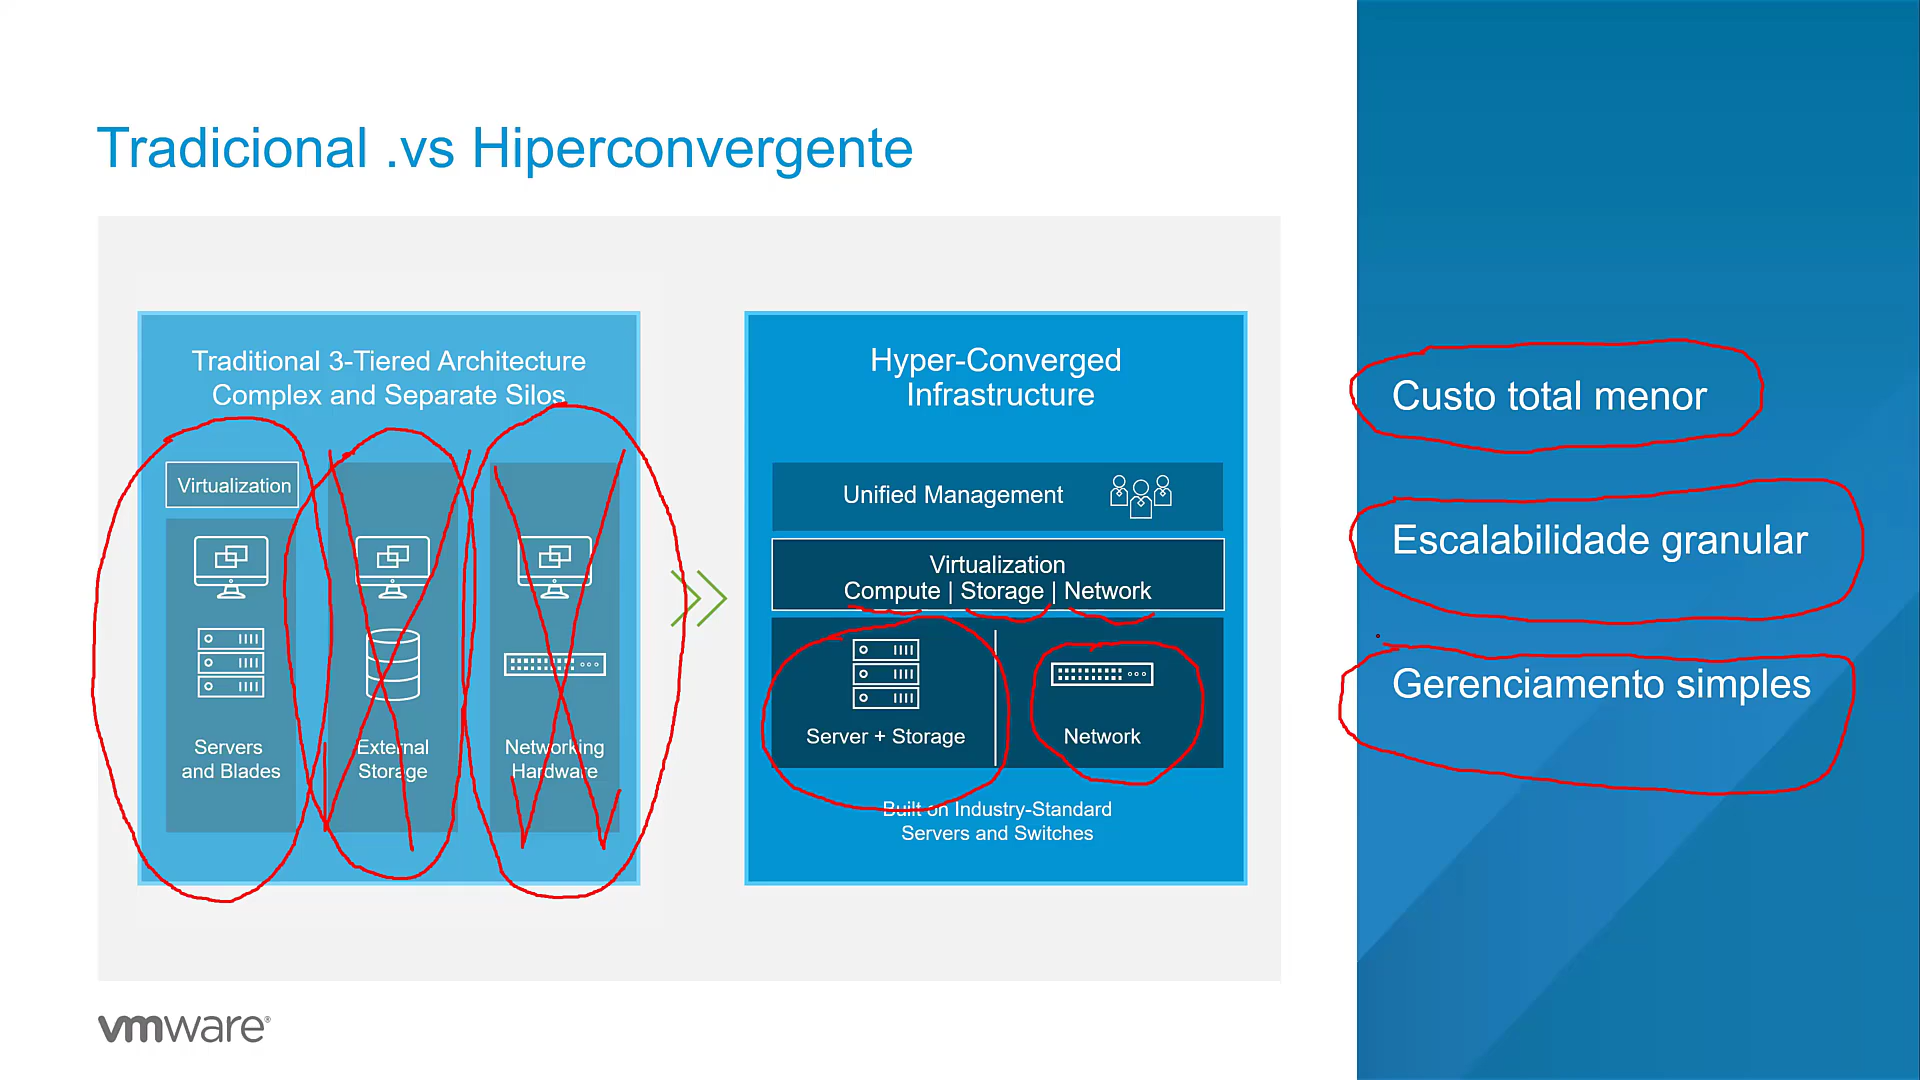 Tradicional .vs Hiperconvergente
Traditional 3-Tiered Architecture
Complex and Separate Silos
Virtualization
Servers
and Blades
External
Storage
Networking
Hardware
Hyper-Converged
Infrastructure
Unified Management
Virtualization
Compute | Storage | Network
Server + Storage
Network
Built on Industry-Standard
Servers and Switches
Custo total menor
Escalabilidade granular
Gerenciamento simples
vmware®